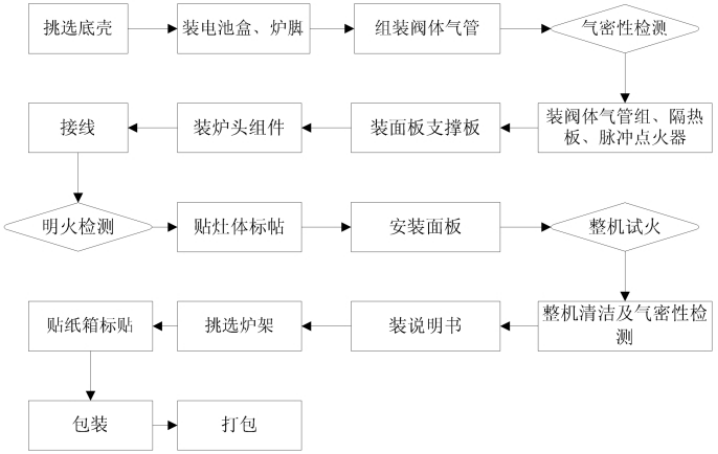 挑选底壳
装电池盒、炉脚
组装阀体气管
气密性检测
装阀体气管组、隔热
板、脉冲点火器
装面板支撑板
装炉头组件
接线
明火检测
贴灶体标帖
安装面板
整机试火
整机清洁及气密性检
测
装说明书
挑选炉架
贴纸箱标贴
包装
打包